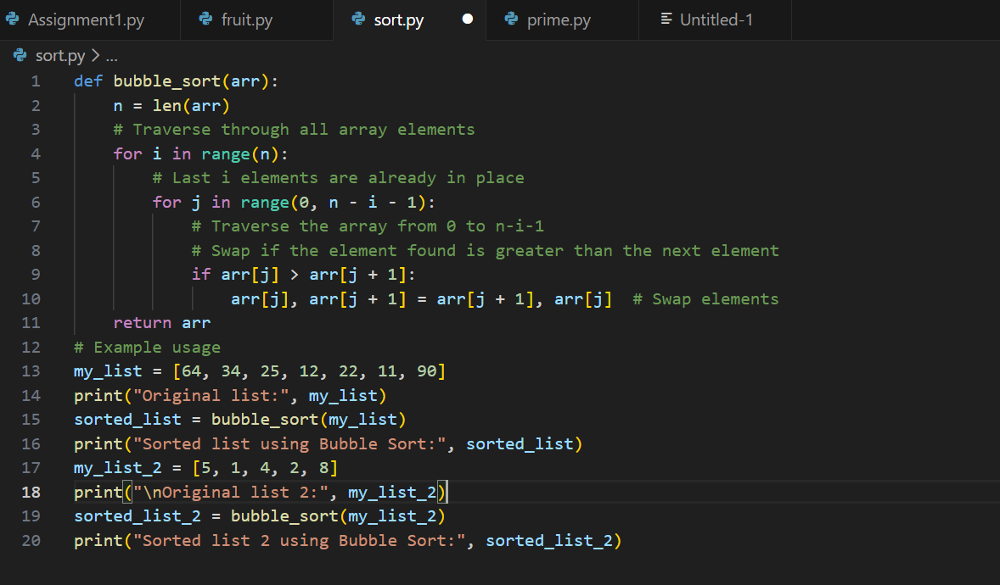 Assignment1.py fruit.py sort.py prime.py Untitled-1
sort.py > ...
1 def bubble_sort(arr):
2     n = len(arr)
3     # Traverse through all array elements
4     for i in range(n):
5         # Last i elements are already in place
6         for j in range(0, n - i - 1):
7             # Traverse the array from 0 to n-i-1
8             # Swap if the element found is greater than the next element
9             if arr[j] > arr[j + 1]:
10                 arr[j], arr[j + 1] = arr[j + 1], arr[j]  # Swap elements
11     return arr
12 # Example usage
13 my_list = [64, 34, 25, 12, 22, 11, 90]
14 print("Original list:", my_list)
15 sorted_list = bubble_sort(my_list)
16 print("Sorted list using Bubble Sort:", sorted_list)
17 my_list_2 = [5, 1, 4, 2, 8]
18 print("\nOriginal list 2:", my_list_2)
19 sorted_list_2 = bubble_sort(my_list_2)
20 print("Sorted list 2 using Bubble Sort:", sorted_list_2)